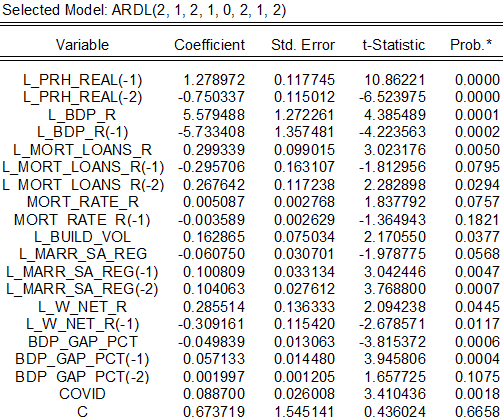 Selected Model: ARDL(2, 1, 2, 1, 0, 2, 1, 2)
Variable Coefficient Std. Error t-Statistic Prob.*
L_PRH_REAL(-1) 1.278972 0.117745 10.86221 0.0000
L_PRH_REAL(-2) -0.750337 0.115012 -6.523975 0.0000
L_BDP_R 5.579488 1.272261 4.385489 0.0001
L_BDP_R(-1) -5.733408 1.357481 -4.223563 0.0002
L_MORT_LOANS_R 0.299339 0.099015 3.023176 0.0050
L_MORT_LOANS_R(-1) -0.295706 0.163107 -1.812956 0.0795
L_MORT_LOANS_R(-2) 0.267642 0.117238 2.282898 0.0294
MORT_RATE_R 0.005087 0.002768 1.837792 0.0757
MORT_RATE_R(-1) -0.003589 0.002629 -1.364943 0.1821
L_BUILD_VOL 0.162865 0.075034 2.170550 0.0377
L_MARR_SA_REG -0.060750 0.030701 -1.978775 0.0568
L_MARR_SA_REG(-1) 0.100809 0.033134 3.042446 0.0047
L_MARR_SA_REG(-2) 0.104063 0.027612 3.768800 0.0007
L_W_NET_R 0.285514 0.136333 2.094238 0.0445
L_W_NET_R(-1) -0.309161 0.115420 -2.678571 0.0117
BDP_GAP_PCT -0.049839 0.013063 -3.815372 0.0006
BDP_GAP_PCT(-1) 0.057133 0.014480 3.945806 0.0004
BDP_GAP_PCT(-2) 0.001997 0.001205 1.657725 0.1075
COVID 0.088700 0.026008 3.410436 0.0018
C 0.673719 1.545141 0.436024 0.6658